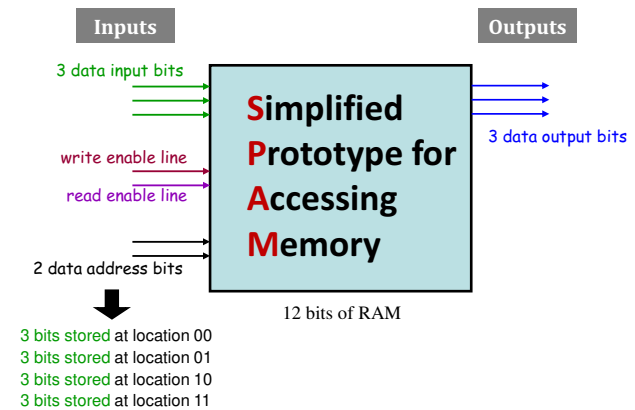 Inputs
Outputs
3 data input bits
write enable line
read enable line
2 data address bits
Simplified
Prototype for
Accessing
Memory
3 data output bits
12 bits of RAM
3 bits stored at location 00
3 bits stored at location 01
3 bits stored at location 10
3 bits stored at location 11